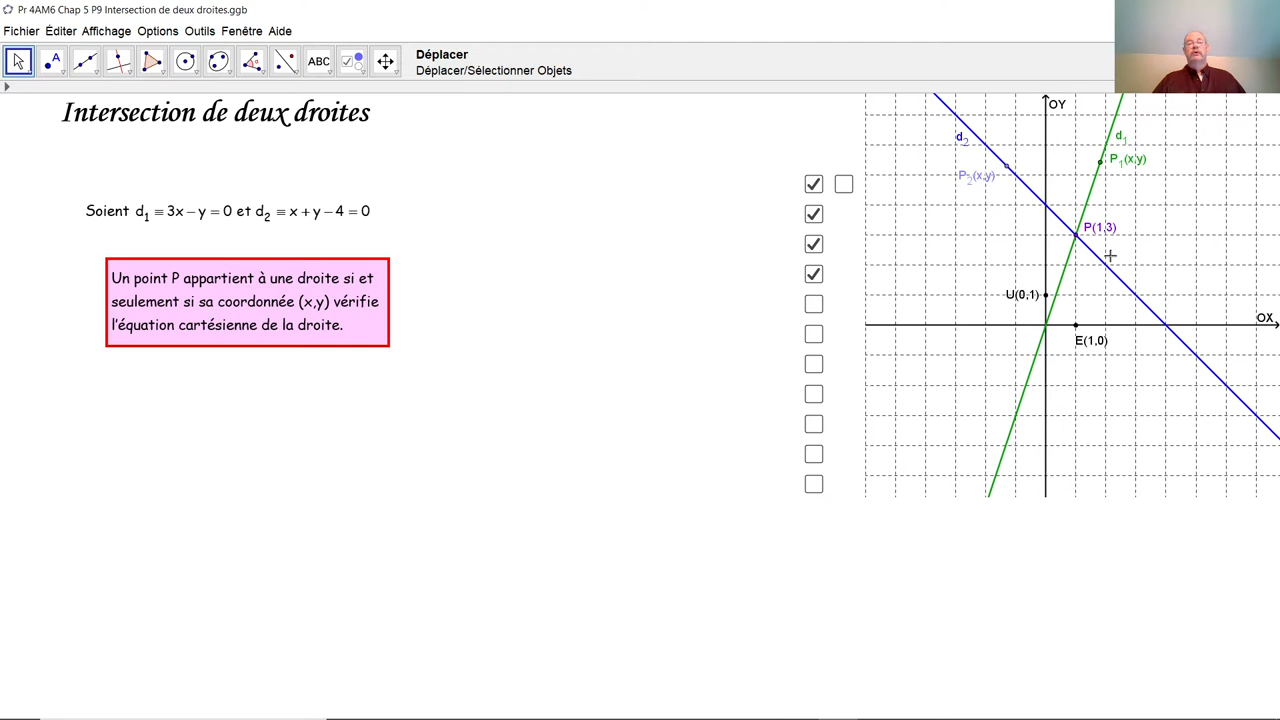 Pr 4AM6 Chap 5 P9 Intersection de deux droites.ggb
Fichier Éditer Affichage Options Outils Fenêtre Aide
A
ABC
Déplacer
Déplacer/Sélectionner Objets
Intersection de deux droites
Soient d1 ≡ 3x – y = 0 et d2 ≡ x + y – 4 = 0
Un point P appartient à une droite si et
seulement si sa coordonnée (x,y) vérifie
l'équation cartésienne de la droite.
OY
d2
d1
P1(x,y)
P2(x,y)
P(1,3)
U(0,1)
OX
E(1,0)